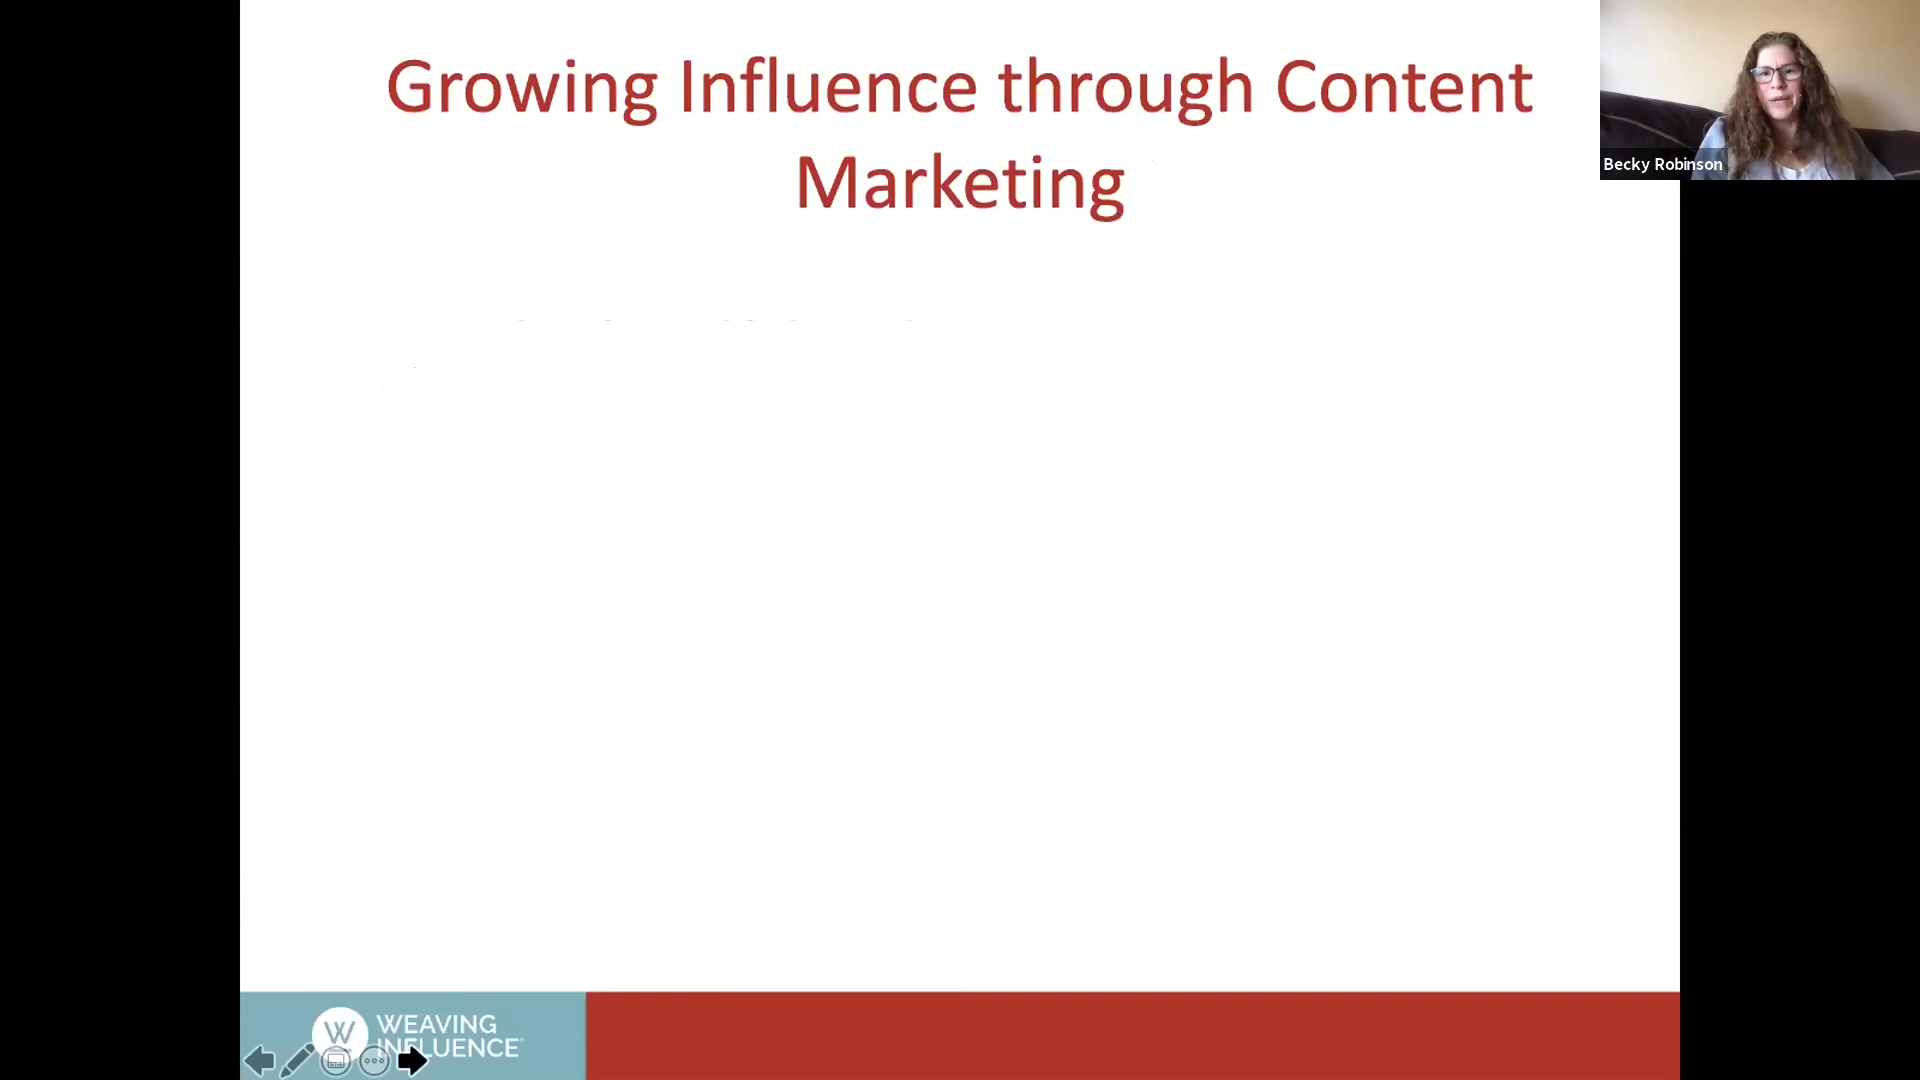 Growing Influence through Content
Marketing
Becky Robinson
W WEAVING
INFLUENCE®